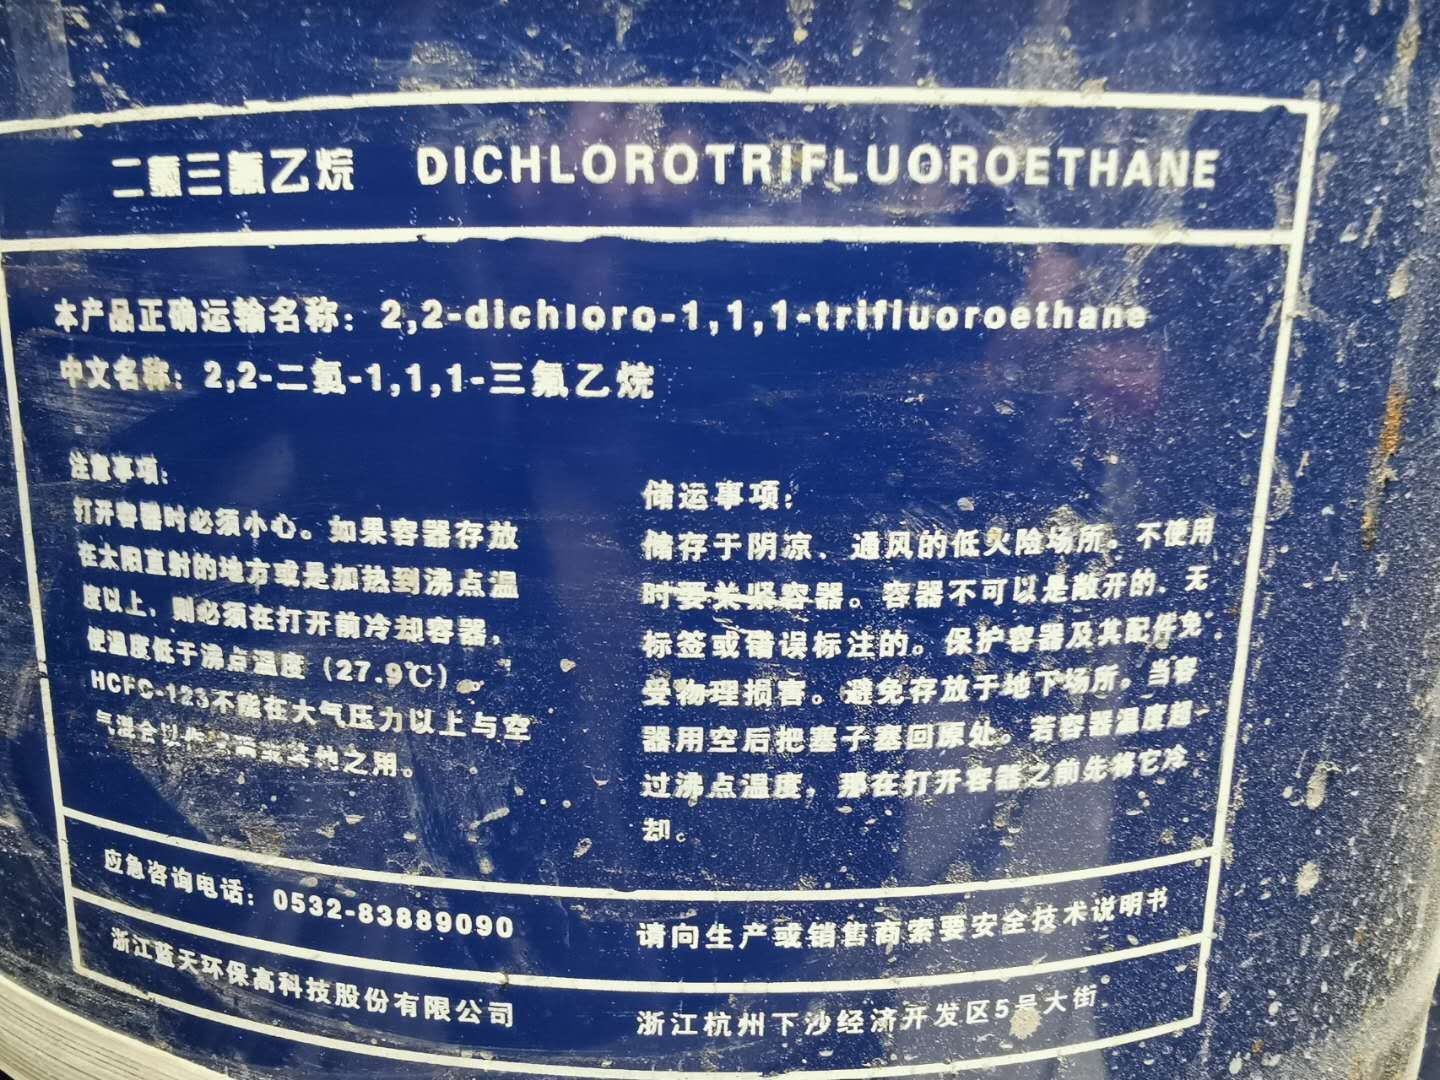 二氯三氟乙烷 DICHLOROTRIFLUOROETHANE
本产品正确运输名称：2,2-dichloro-1,1,1-trifluoroethane
中文名称：2,2-二氯-1,1,1-三氟乙烷
注意事项：
打开容器时必须小心。如果容器存放
在太阳直射的地方或是加热到沸点温
度以上，则必须在打开前冷却容器，
使温度低于沸点温度（27.9℃）。
HCFC-123不能在大气压力以上与空
气混合以作
之用。
储运事项：
储存于阴凉、通风的低火险场所。不使用
时要关紧容器。容器不可以是敞开的、无
标签或错误标注的。保护容器及其配件免
受物理损害。避免存放于地下场所。当容
器用空后把塞子塞回原处。若容器温度超
过沸点温度，那在打开容器之前先将它冷
却。
应急咨询电话：0532-83889090
请向生产或销售商索要安全技术说明书
浙江蓝天环保高科技股份有限公司
浙江杭州下沙经济开发区5号大街